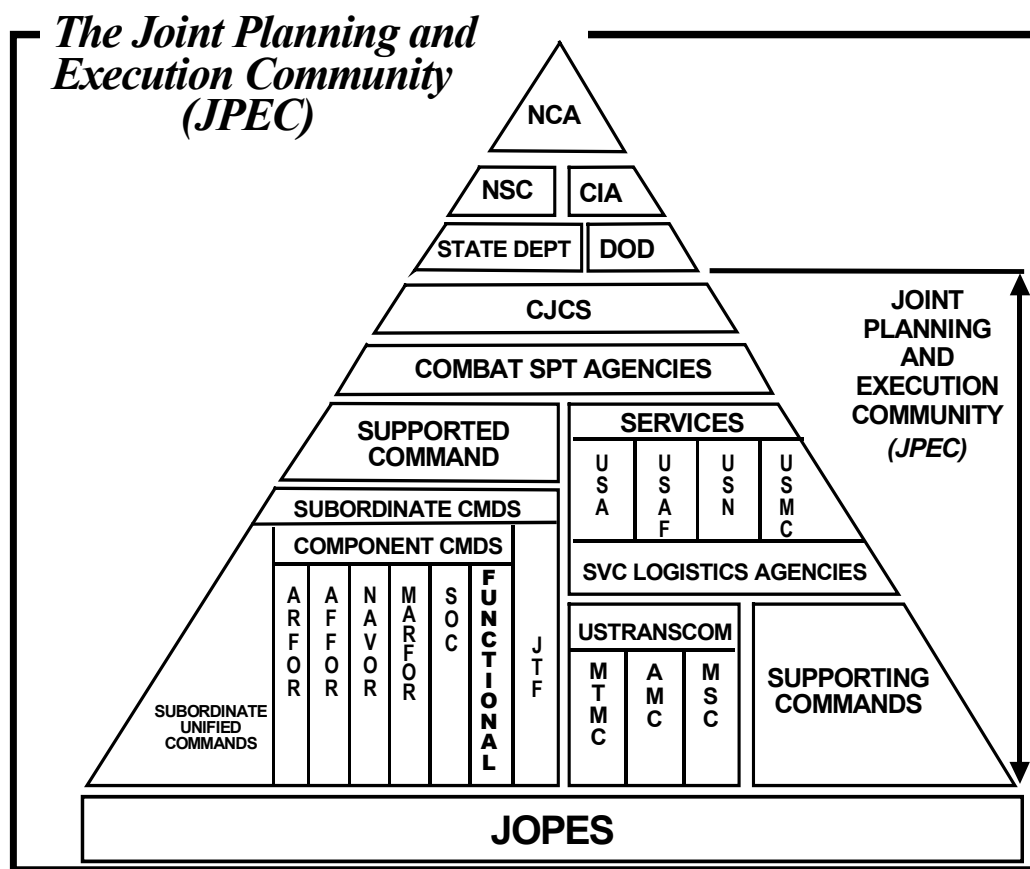 The Joint Planning and
Execution Community
(JPEC)
NCA
NSC
CIA
STATE DEPT
DOD
CJCS
JOINT
PLANNING
AND
EXECUTION
COMMUNITY
(JPEC)
COMBAT SPT AGENCIES
SUPPORTED
COMMAND
SERVICES
USA
USAF
USN
USMC
SUBORDINATE CMDS
COMPONENT CMDS
SVC LOGISTICS AGENCIES
ARFOR
AFFOR
NAVOR
MARFOR
SOC
FUNCTIONAL
JTF
SUBORDINATE
UNIFIED
COMMANDS
USTRANSCOM
MTMC
AMC
MSC
SUPPORTING
COMMANDS
JOPES